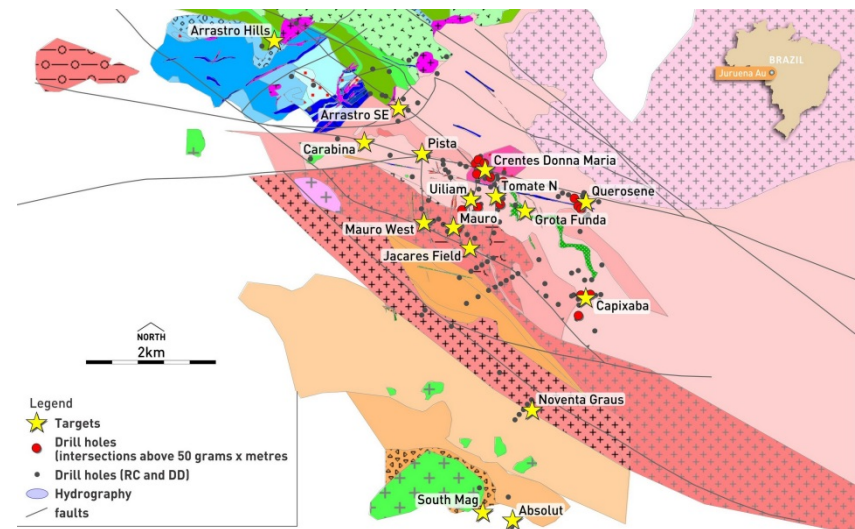 Arrastro Hills
BRAZIL
Juruena Au
Arrastro SE
Carabina
Pista
Crentes Donna Maria
Uiliam
Tomate N
Querosene
Mauro West
Mauro
Grota Funda
Jacares Field
Capixaba
NORTH
2km
Noventa Graus
Legend
Targets
Drill holes
(intersections above 50 grams x metres
Drill holes (RC and DD)
Hydrography
faults
South Mag
Absolut